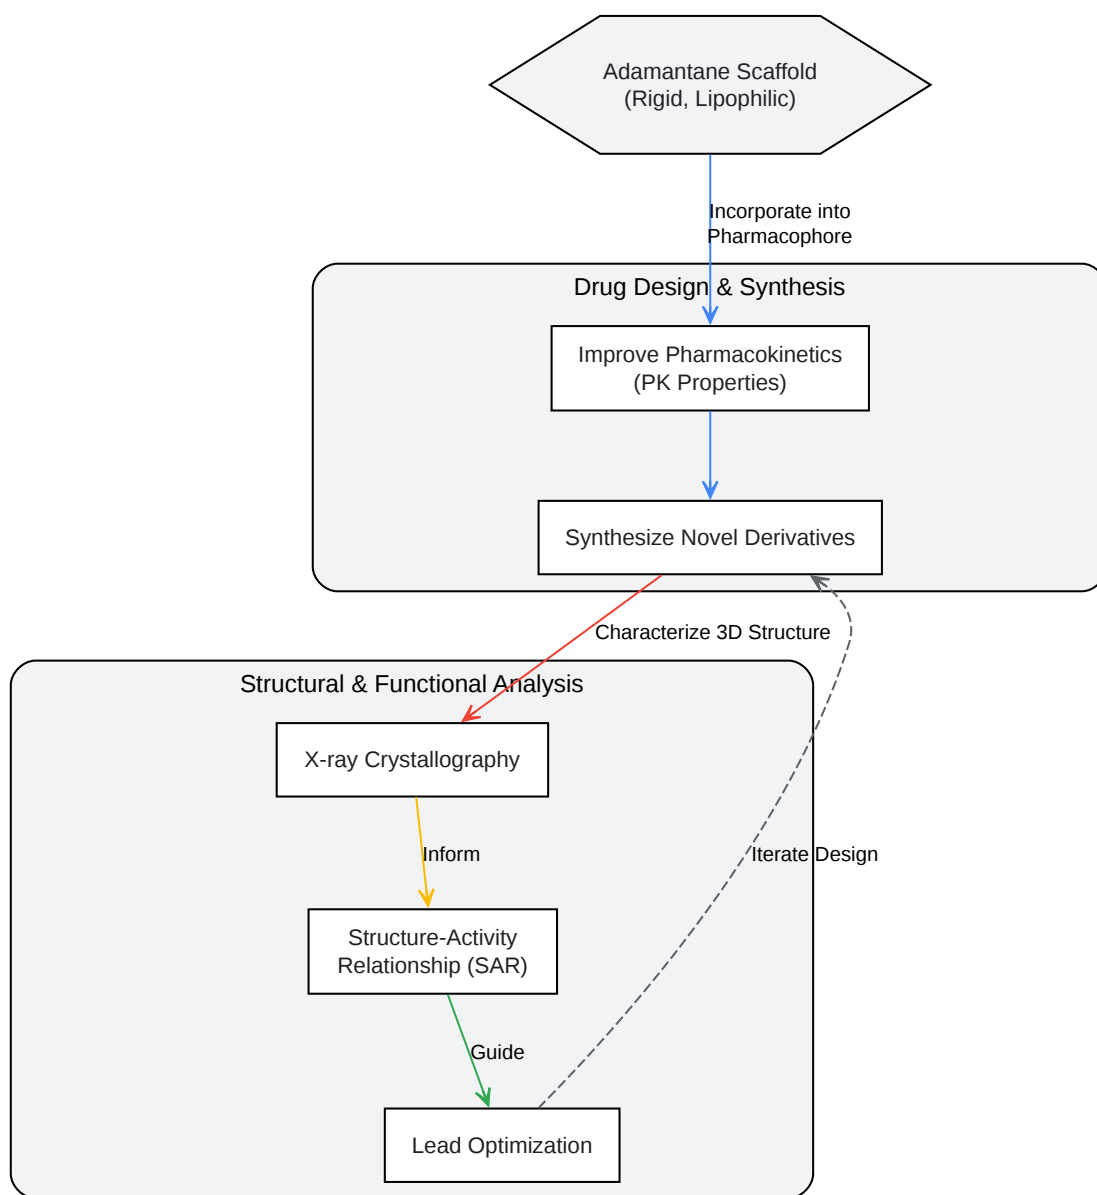 Adamantane Scaffold
(Rigid, Lipophilic)
Incorporate into
Pharmacophore
Drug Design & Synthesis
Improve Pharmacokinetics
(PK Properties)
Synthesize Novel Derivatives
Characterize 3D Structure
Structural & Functional Analysis
X-ray Crystallography
Inform
Iterate Design
Structure-Activity
Relationship (SAR)
Guide
Lead Optimization